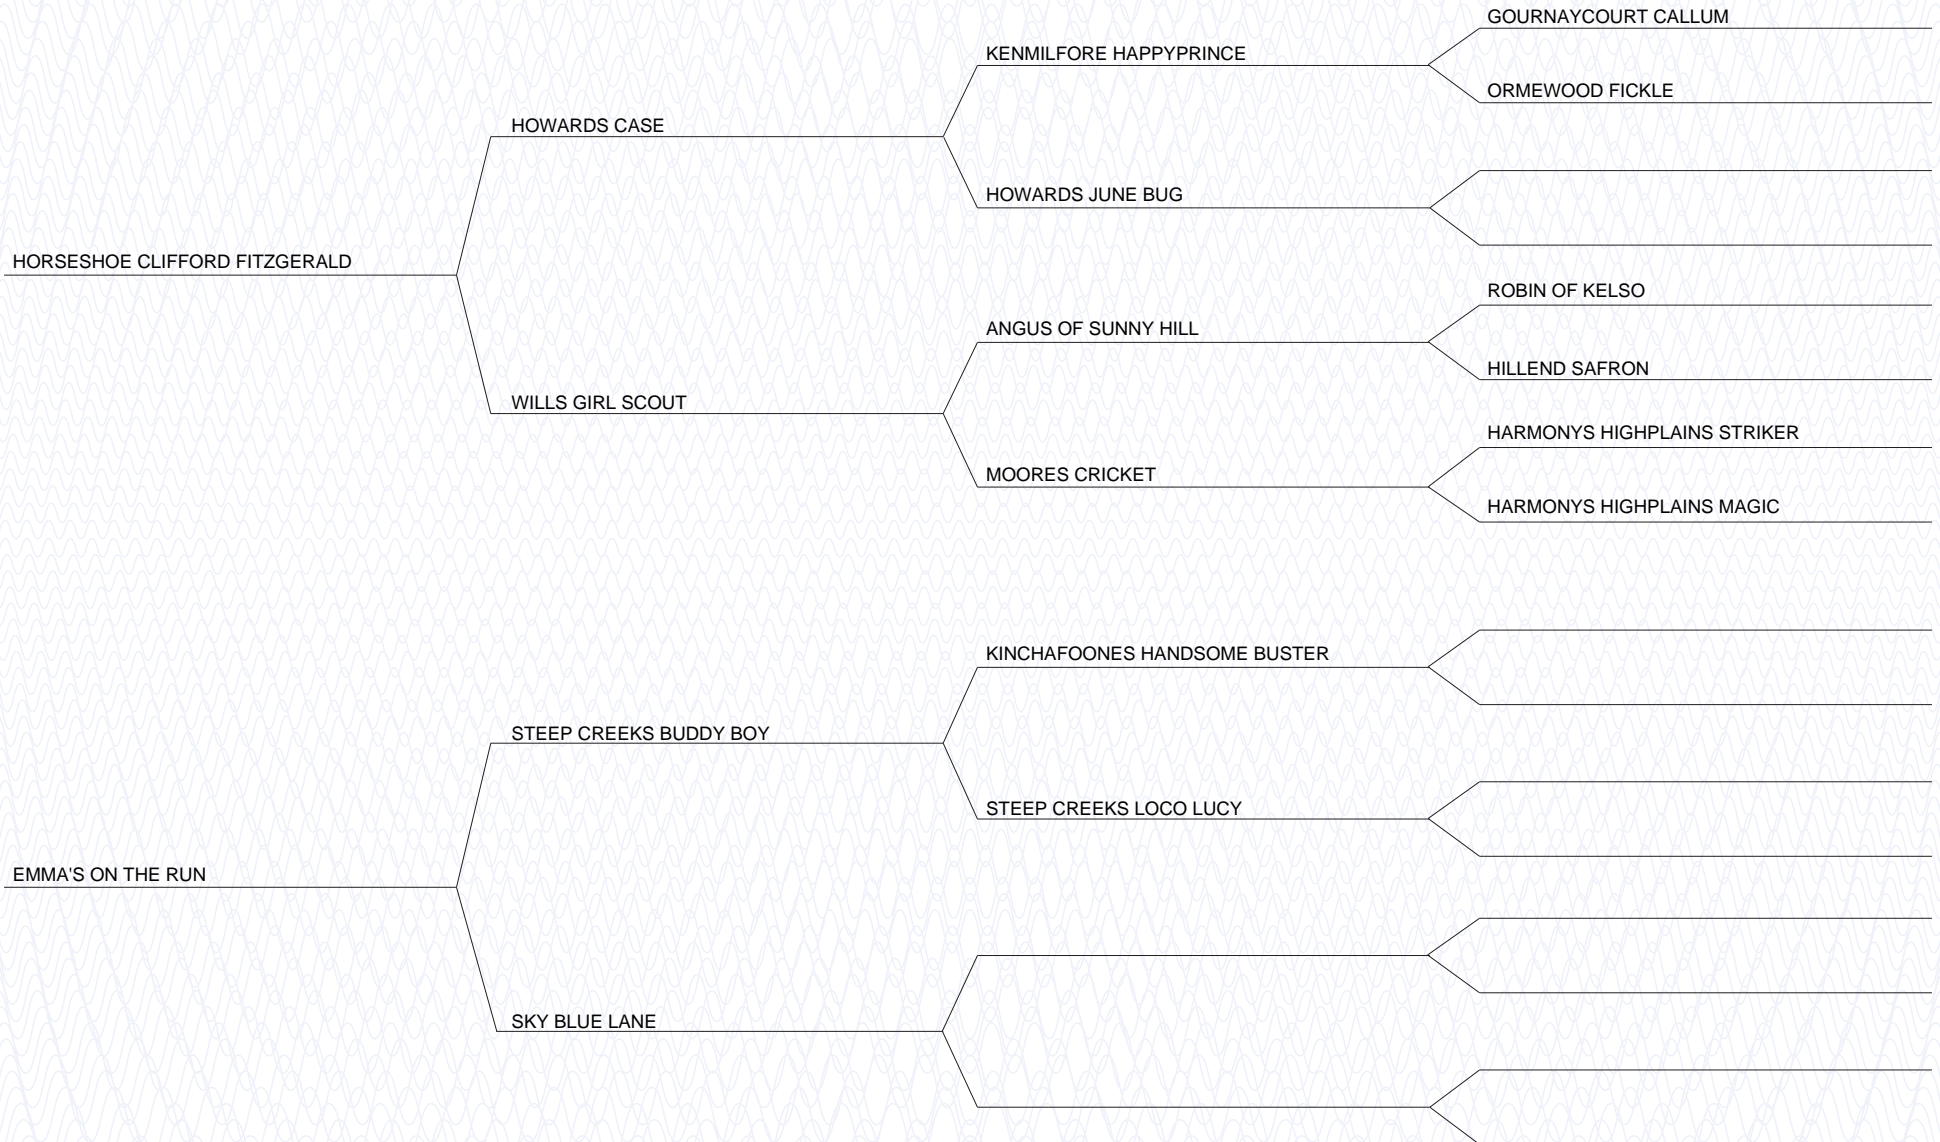 GOURNAYCOURT CALLUM
KENMILFORE HAPPYPRINCE
ORMEWOOD FICKLE
HOWARDS CASE
HOWARDS JUNE BUG
HORSESHOE CLIFFORD FITZGERALD
ROBIN OF KELSO
ANGUS OF SUNNY HILL
HILLEND SAFRON
WILLS GIRL SCOUT
HARMONYS HIGHPLAINS STRIKER
MOORES CRICKET
HARMONYS HIGHPLAINS MAGIC
KINCHAFOONES HANDSOME BUSTER
STEEP CREEKS BUDDY BOY
STEEP CREEKS LOCO LUCY
EMMA'S ON THE RUN
SKY BLUE LANE